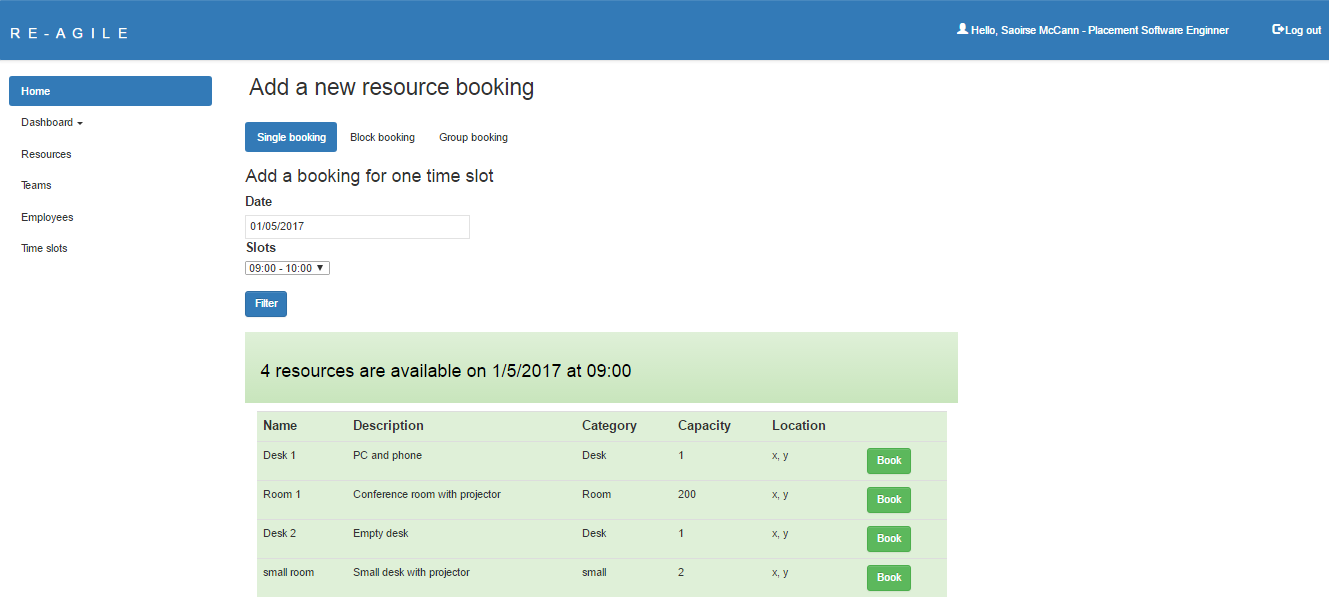 RE-AGILE
Hello, Saoirse McCann - Placement Software Enginner
Log out
Home
Dashboard
Resources
Teams
Employees
Time slots
Add a new resource booking
Single booking Block booking Group booking
Add a booking for one time slot
Date
01/05/2017
Slots
09:00 - 10:00
Filter
4 resources are available on 1/5/2017 at 09:00
Name Description Category Capacity Location
Desk 1 PC and phone Desk 1 x, y Book
Room 1 Conference room with projector Room 200 x, y Book
Desk 2 Empty desk Desk 1 x, y Book
small room Small desk with projector small 2 x, y Book